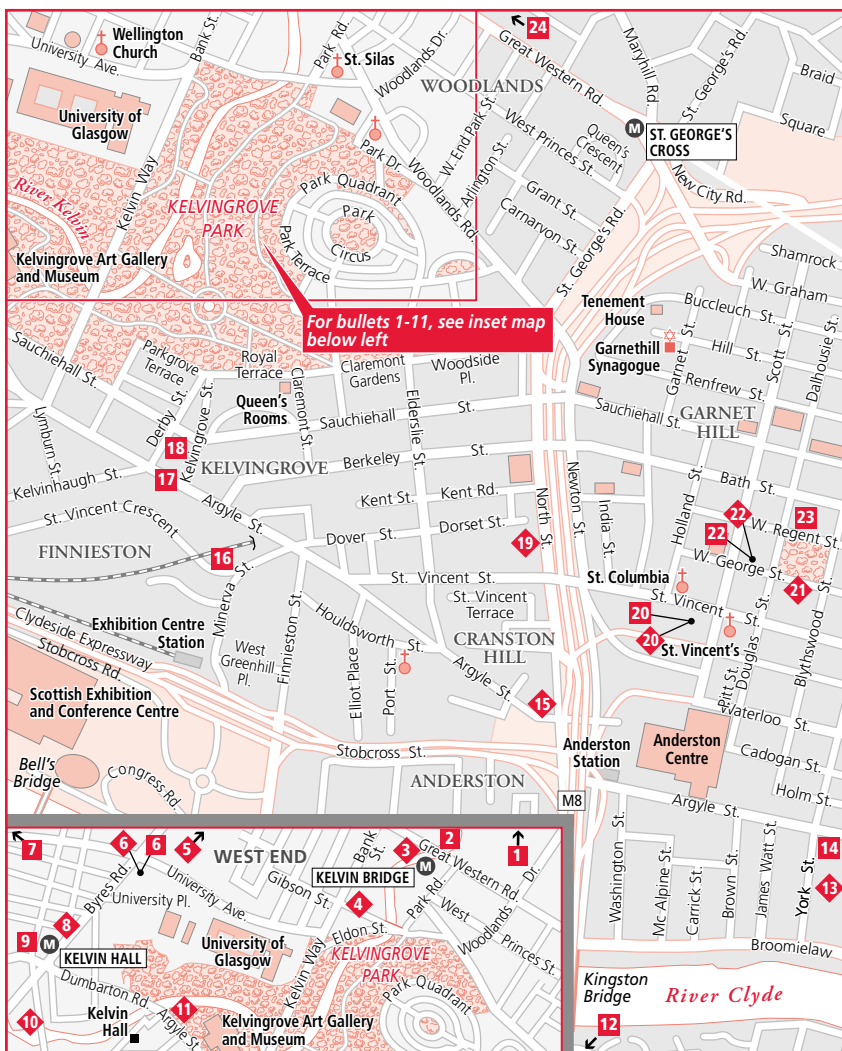 Wellington
Church
University Ave.
Bank St.
Park Rd.
St. Silas
Woodlands Dr.
WOODLANDS
24
Great Western Rd.
Maryhill Rd.
St. George's Rd.
Braid
Square
University of
Glasgow
Kelvin Way
River Kelvin
KELVINGROVE
PARK
Park Dr.
Park Quadrant
Park
Circus
Park Terrace
Woodlands Rd.
W. End Park St.
Arlington St.
West Princes St.
Queen's
Crescent
Grant St.
Carnarvon St.
M
ST. GEORGE'S
CROSS
New City Rd.
St. George's Rd.
Kelvingrove Art Gallery
and Museum
For bullets 1-11, see inset map
below left
Shamrock
W. Graham
Tenement
House
Buccleuch St.
Garnethill
Synagogue
Hill St.
Garnet St.
Renfrew St.
Scott St.
Dalhousie St.
GARNET
HILL
Sauchiehall St.
Sauchiehall St.
Parkgrove
Terrace
Royal
Terrace
Claremont
Gardens
Woodside
Pl.
Derby St.
Kelvingrove St.
Queen's
Rooms
Claremont St.
Sauchiehall St.
Elderslie St.
Lymburn St.
18
17
KELVINGROVE
Berkeley St.
Kelvinhaugh St.
Argyle St.
Kent St.
Kent Rd.
North St.
Newton St.
India St.
Holland St.
Bath St.
22
23
22
W. Regent St.
St. Vincent Crescent
Dover St.
Dorset St.
19
FINNIESTON
16
Minerva St.
St. Vincent St.
St. Columbia
W. George St.
21
St. Vincent
Terrace
St. Vincent St.
20
20
St. Vincent's
Pitt St.
Douglas St.
Blythswood St.
Clydeside Expressway
Stobcross Rd.
Exhibition Centre
Station
West
Greenhill
Pl.
Finnieston St.
Houldsworth St.
CRANSTON
HILL
Elliot Place
Port St.
Argyle St.
15
Waterloo St.
Scottish Exhibition
and Conference Centre
Stobcross St.
Anderston
Station
Anderston
Centre
Cadogan St.
Holm St.
Bell's
Bridge
Congress Rd.
ANDERSTON
M8
Argyle St.
Washington St.
Mc Alpine St.
Carrick St.
Brown St.
James Watt St.
York St.
14
13
Broomielaw
Kingston
Bridge
River Clyde
12
7
6
6
5
WEST END
Bank St.
3
2
1
KELVIN BRIDGE
M
Great Western Rd.
Byres Rd.
University Ave.
Gibson St.
4
Park Rd.
West
Princes St.
Woodlands Dr.
University Pl.
8
9
M
KELVIN HALL
University of
Glasgow
Kelvin Way
Eldon St.
KELVINGROVE
PARK
Park Quadrant
Dumbarton Rd.
10
Kelvin
Hall
11
Argyle St.
Kelvingrove Art Gallery
and Museum